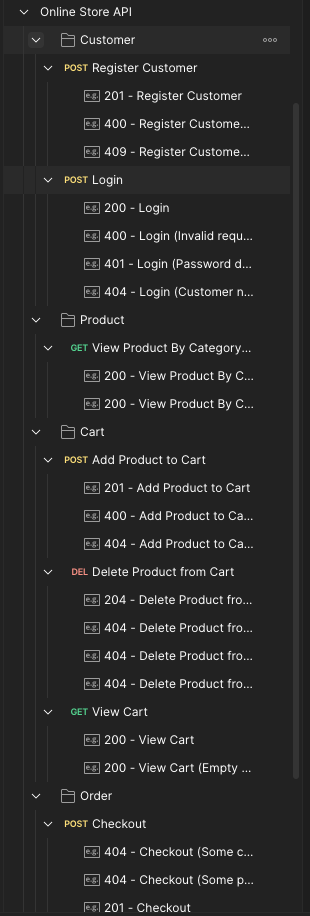 Online Store API
Customer
POST Register Customer
e.g. 201 - Register Customer
e.g. 400 - Register Custome...
e.g. 409 - Register Custome...
POST Login
e.g. 200 - Login
e.g. 400 - Login (Invalid requ...
e.g. 401 - Login (Password d...
e.g. 404 - Login (Customer n...
Product
GET View Product By Category...
e.g. 200 - View Product By C...
e.g. 200 - View Product By C...
Cart
POST Add Product to Cart
e.g. 201 - Add Product to Cart
e.g. 400 - Add Product to Ca...
e.g. 404 - Add Product to Ca...
DEL Delete Product from Cart
e.g. 204 - Delete Product fro...
e.g. 404 - Delete Product fro...
e.g. 404 - Delete Product fro...
e.g. 404 - Delete Product fro...
GET View Cart
e.g. 200 - View Cart
e.g. 200 - View Cart (Empty ...
Order
POST Checkout
e.g. 404 - Checkout (Some c...
e.g. 404 - Checkout (Some p...
e.g. 201 - Checkout